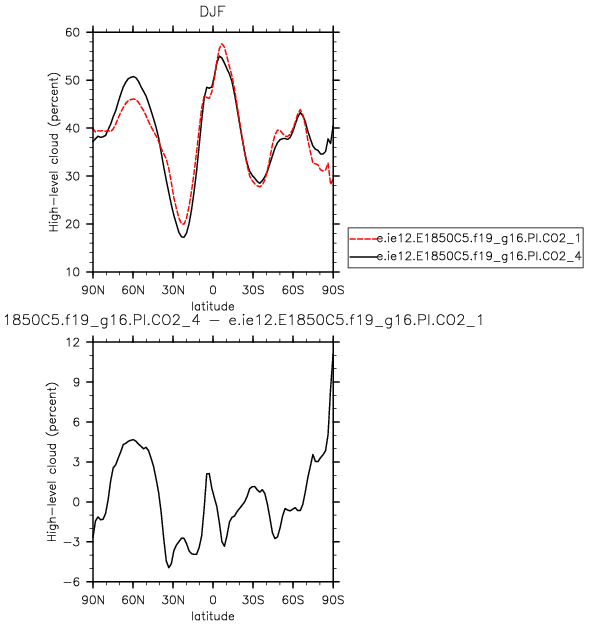 DJF
60
50
40
30
20
10
High-level cloud (percent)
90N 60N 30N 0 30S 60S 90S
latitude
e.ie12.E1850C5.f19_g16.PI.CO2_1
e.ie12.E1850C5.f19_g16.PI.CO2_4
1850C5.f19_g16.PI.CO2_4 - e.ie12.E1850C5.f19_g16.PI.CO2_1
12
9
6
3
0
-3
-6
High-level cloud (percent)
90N 60N 30N 0 30S 60S 90S
latitude